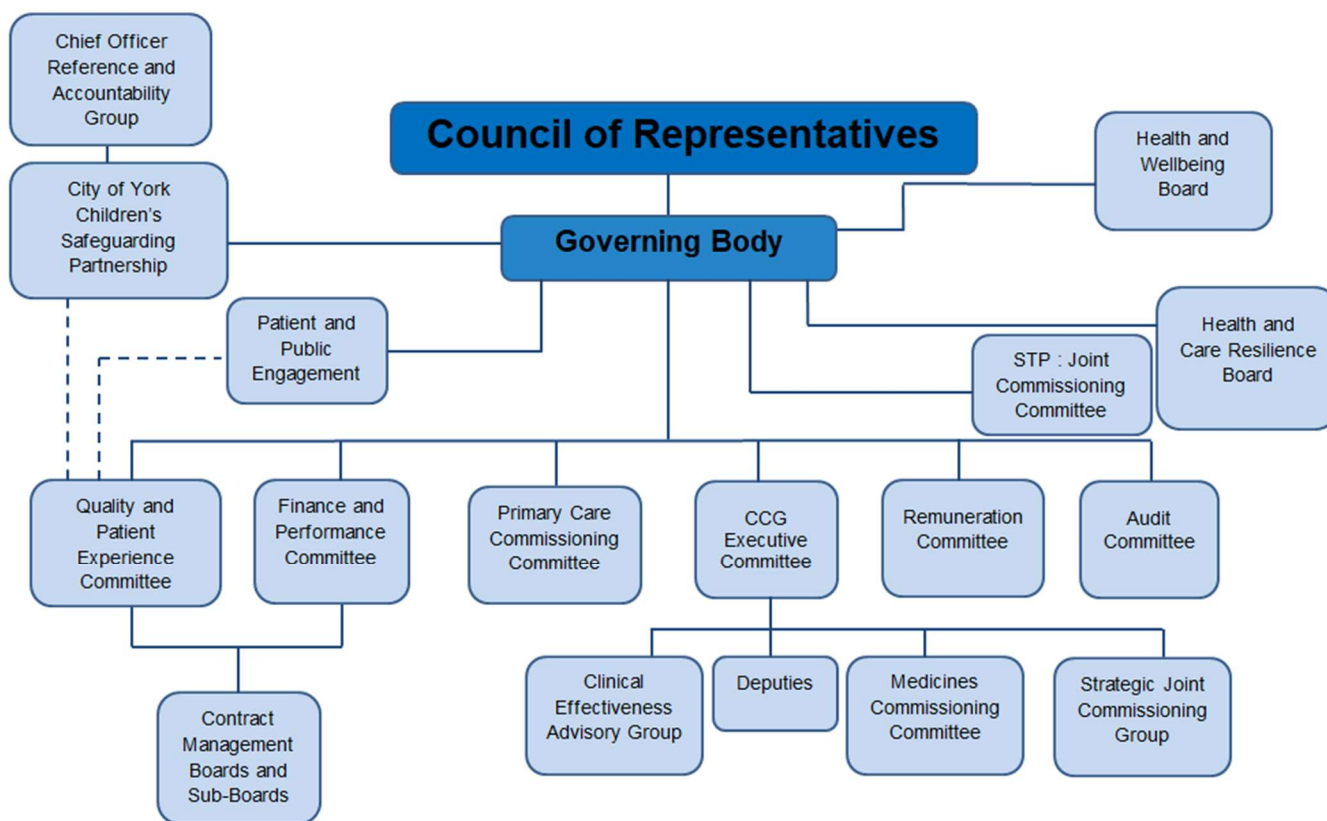 Chief Officer
Reference and
Accountability
Group
Council of Representatives
Health and
Wellbeing
Board
City of York
Children's
Safeguarding
Partnership
Governing Body
Patient and
Public
Engagement
STP : Joint
Commissioning
Committee
Health and
Care Resilience
Board
Quality and
Patient
Experience
Committee
Finance and
Performance
Committee
Primary Care
Commissioning
Committee
CCG
Executive
Committee
Remuneration
Committee
Audit
Committee
Contract
Management
Boards and
Sub-Boards
Clinical
Effectiveness
Advisory Group
Deputies
Medicines
Commissioning
Committee
Strategic Joint
Commissioning
Group